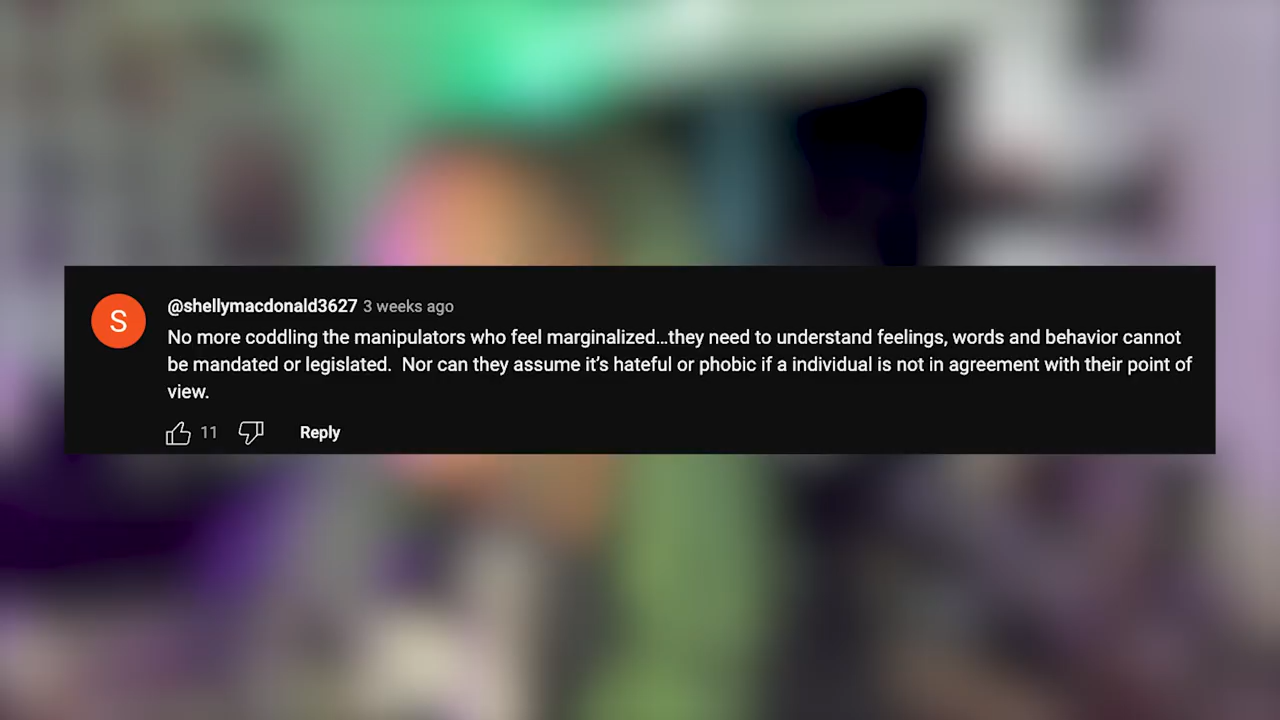 S
@shellymacdonald3627 3 weeks ago
No more coddling the manipulators who feel marginalized...they need to understand feelings, words and behavior cannot
be mandated or legislated.  Nor can they assume it’s hateful or phobic if a individual is not in agreement with their point of
view.
11 Reply